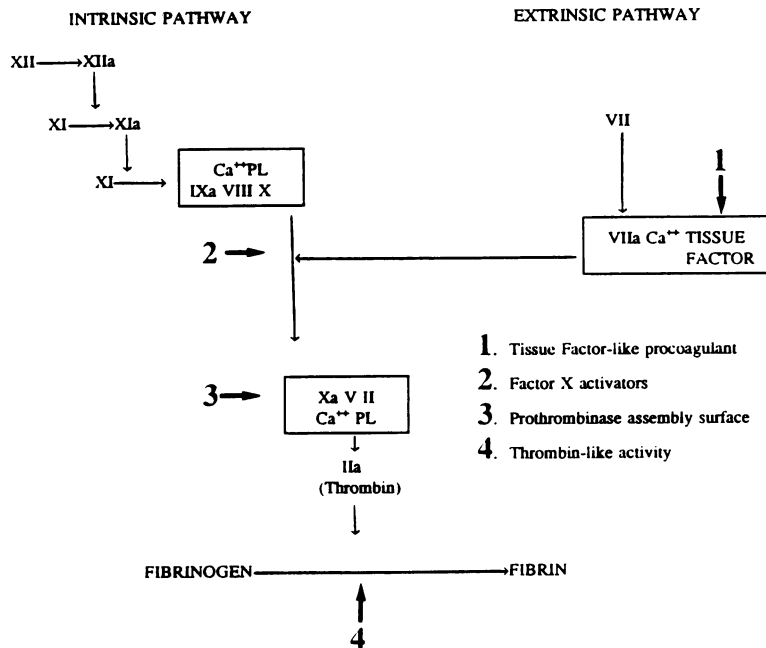 INTRINSIC PATHWAY
EXTRINSIC PATHWAY
XII XIIa
XI XIa
VII
1
XI
Ca⁺⁺PL
IXa VIII X
VIIa Ca⁺⁺ TISSUE
FACTOR
2
1. Tissue Factor-like procoagulant
2. Factor X activators
3. Prothrombinase assembly surface
4. Thrombin-like activity
3
Xa V II
Ca⁺⁺ PL
IIa
(Thrombin)
FIBRINOGEN FIBRIN
4